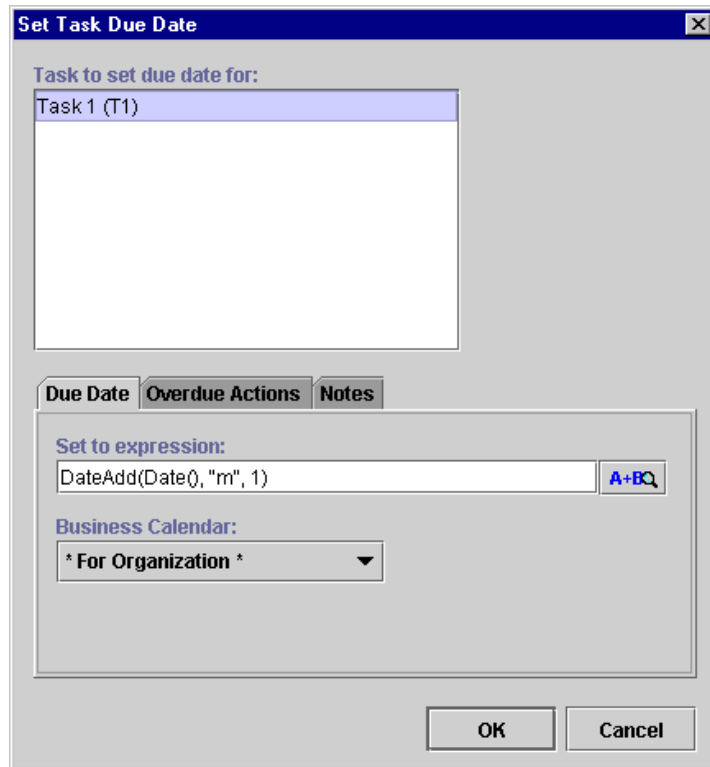 Set Task Due Date
Task to set due date for:
Task 1 (T1)
Due Date Overdue Actions Notes
Set to expression:
DateAdd(Date(), "m", 1) A+B
Business Calendar:
* For Organization *
OK Cancel